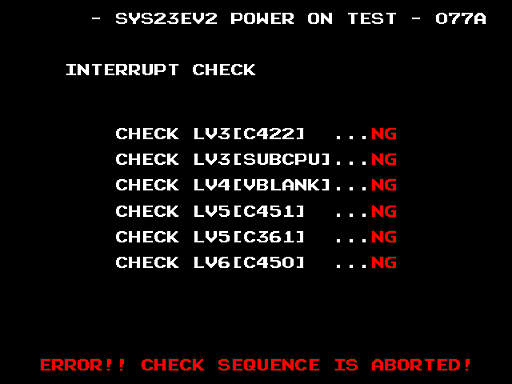 - SYS23EV2 POWER ON TEST - 077A
INTERRUPT CHECK
CHECK LV3[C422] ...NG
CHECK LV3[SUBCPU]...NG
CHECK LV4[VBLANK]...NG
CHECK LV5[C451] ...NG
CHECK LV5[C361] ...NG
CHECK LV6[C450] ...NG
ERROR!! CHECK SEQUENCE IS ABORTED!